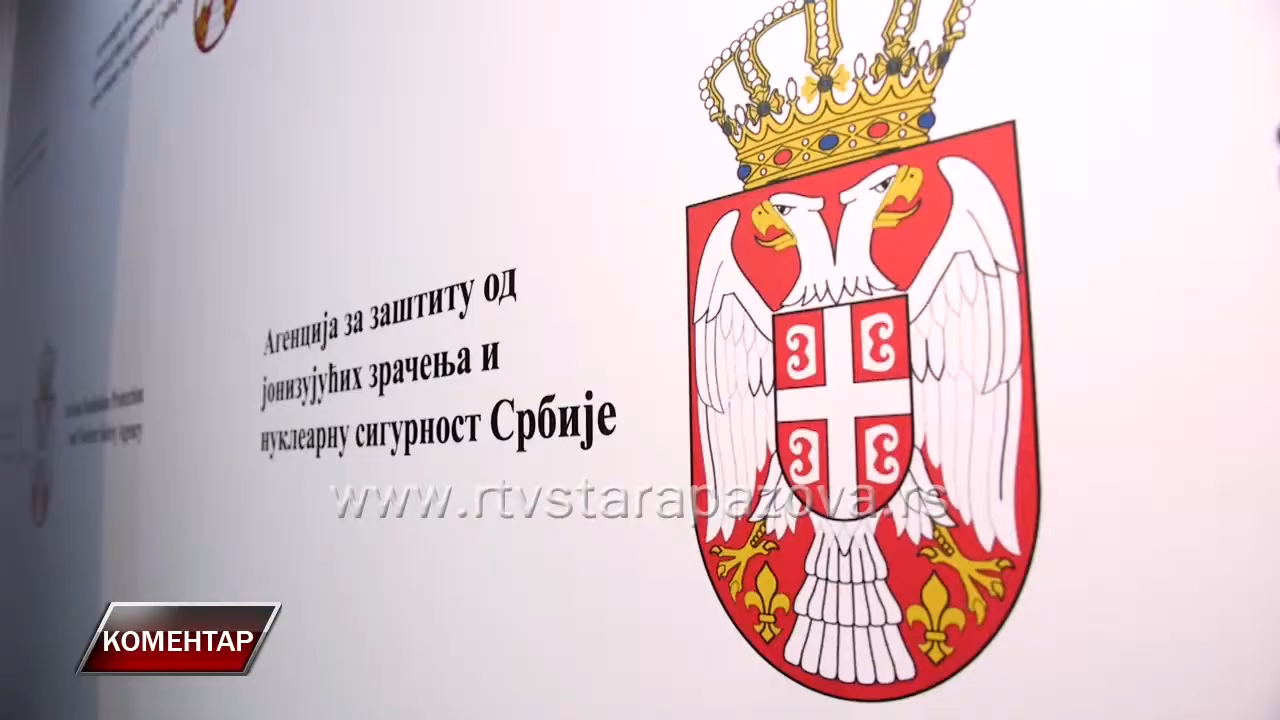 Агенција за заштиту од
јонизујућих зрачења и
нуклеарну сигурност Србије
www.rtvstarapazova.rs
КОМЕНТАР